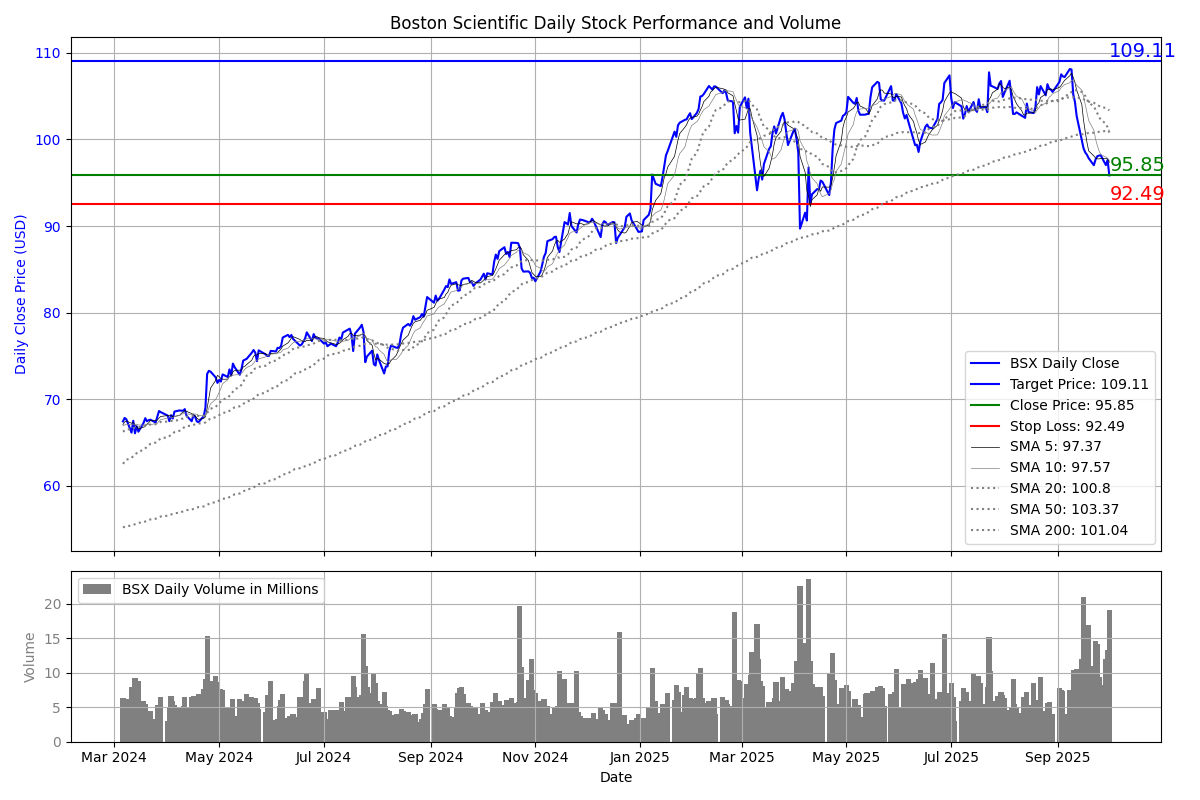 Boston Scientific Daily Stock Performance and Volume
Daily Close Price (USD)
110
100
90
80
70
60
109.11
95.85
92.49
BSX Daily Close
Target Price: 109.11
Close Price: 95.85
Stop Loss: 92.49
SMA 5: 97.37
SMA 10: 97.57
SMA 20: 100.8
SMA 50: 103.37
SMA 200: 101.04
BSX Daily Volume in Millions
Volume
20
15
10
5
0
Mar 2024 May 2024 Jul 2024 Sep 2024 Nov 2024 Jan 2025 Mar 2025 May 2025 Jul 2025 Sep 2025
Date